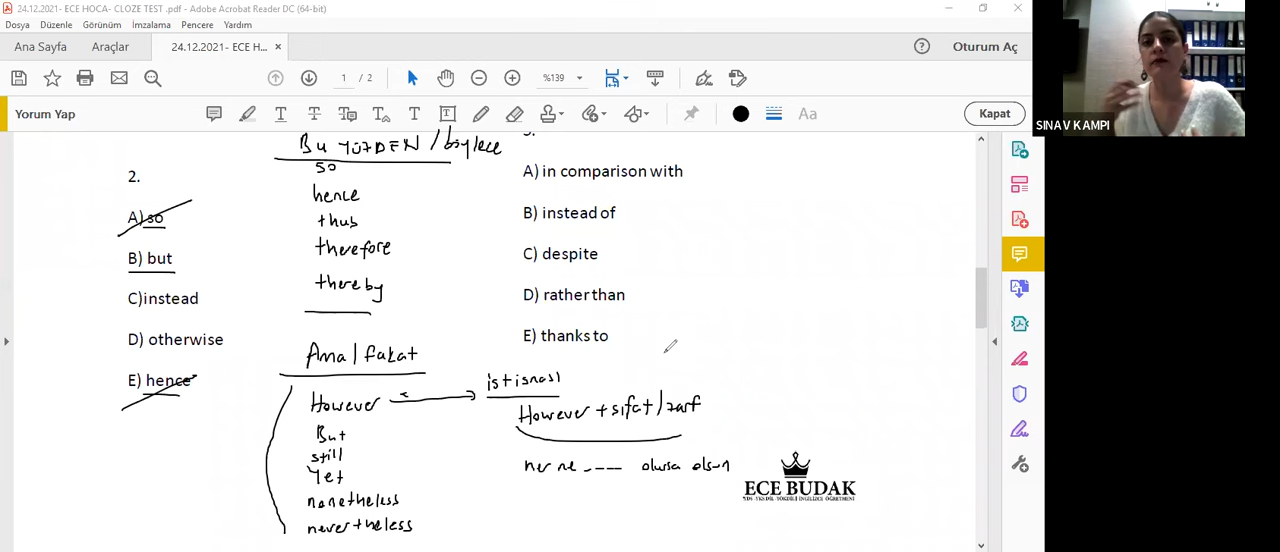 24.12.2021- ECE HOCA- CLOZE TEST .pdf - Adobe Acrobat Reader DC (64-bit)
Dosya Düzenle Görünüm İmzalama Pencere Yardım
Ana Sayfa Araçlar 24.12.2021- ECE H... × Oturum Aç
1 / 2 %139
Yorum Yap Aa Kapat
SINAV KAMPI
Bu YÜZDEN / böylece
so
hence
thus
therefore
thereby
2.
A) so
B) but
C)instead
D) otherwise
E) hence
Ama / fakat
However
But
still
Yet
nonetheless
nevertheless
istisnası
However + sıfat / zarf
her ne ---- olursa olsun
3.
A) in comparison with
B) instead of
C) despite
D) rather than
E) thanks to
ECE BUDAK